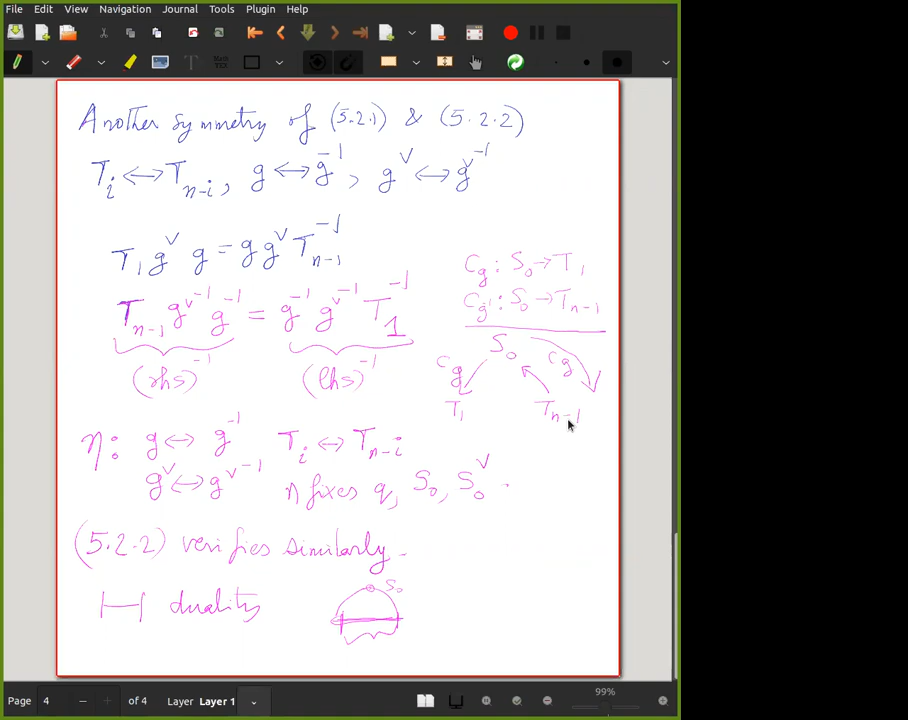 File Edit View Navigation Journal Tools Plugin Help
Another symmetry of (5.2.1) & (5.2.2)
T_i ↔ T_{n-i}, g ↔ g^{-1}, g^∨ ↔ g^{∨-1}
T_1 g^∨ g = g g^∨ T_{n-1}^{-1}
C_g: S_0 → T_1
C_{g^{-1}}: S_0 → T_{n-1}
T_{n-1} g^{∨-1} g^{-1} = g^{-1} g^{∨-1} T_1^{-1}
(rhs)^{-1} (lhs)^{-1}
S_0
C_g C_g
T_1 T_{n-1}
η: g ↔ g^{-1} T_i ↔ T_{n-i}
g^∨ ↔ g^{∨-1} η fixes q, S_0, S_0^∨.
(5.2.2) verifies similarly.
duality S_0
Page 4 of 4 Layer Layer 1 99%